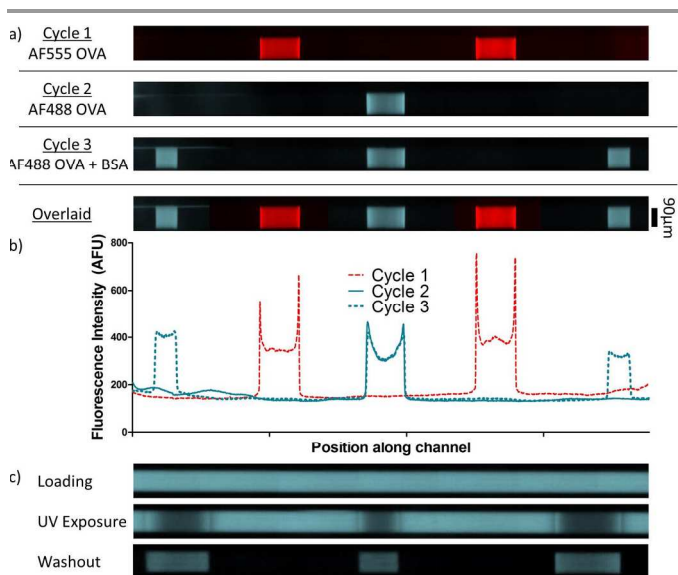 a)
Cycle 1
AF555 OVA
Cycle 2
AF488 OVA
Cycle 3
AF488 OVA + BSA
Overlaid
90µm
b)
Fluorescence Intensity (AFU)
800
600
400
200
0
Cycle 1
Cycle 2
Cycle 3
Position along channel
c)
Loading
UV Exposure
Washout